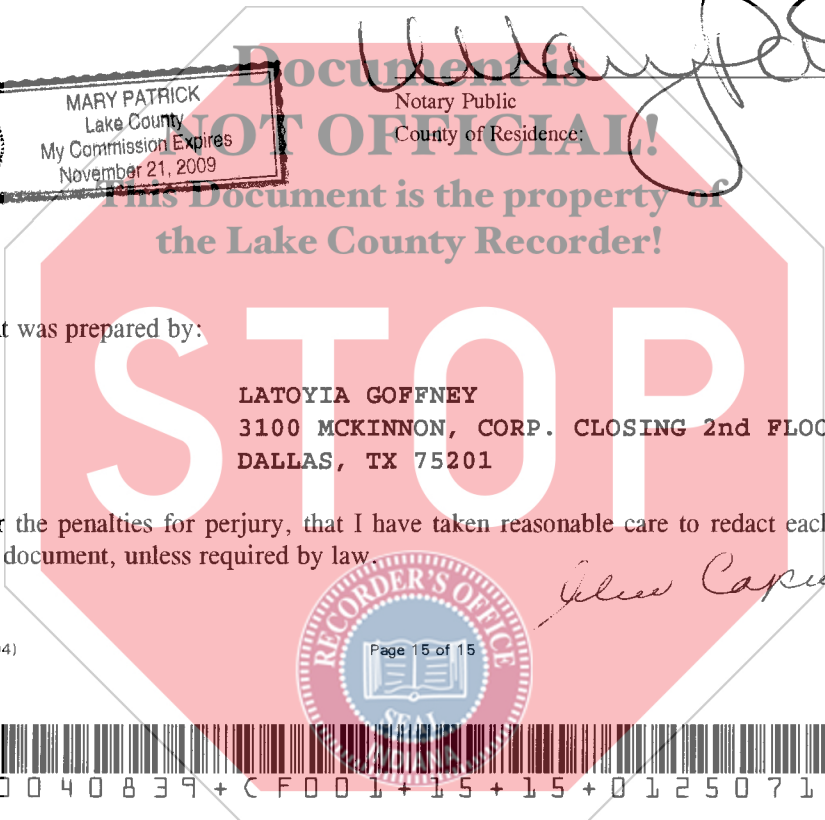 Document is
NOT OFFICIAL!
This Document is the property of
the Lake County Recorder!
MARY PATRICK
Lake County
My Commission Expires
November 21, 2009
Notary Public
County of Residence:
t was prepared by:
STOP
LATOYIA GOFFNEY
3100 MCKINNON, CORP. CLOSING 2nd FLOO
DALLAS, TX 75201
the penalties for perjury, that I have taken reasonable care to redact each
document, unless required by law.
RECORDER'S OFFICE
Page 15 of 15
SEAL
INDIANA
4)
0040839+CF001+15+15+0125071